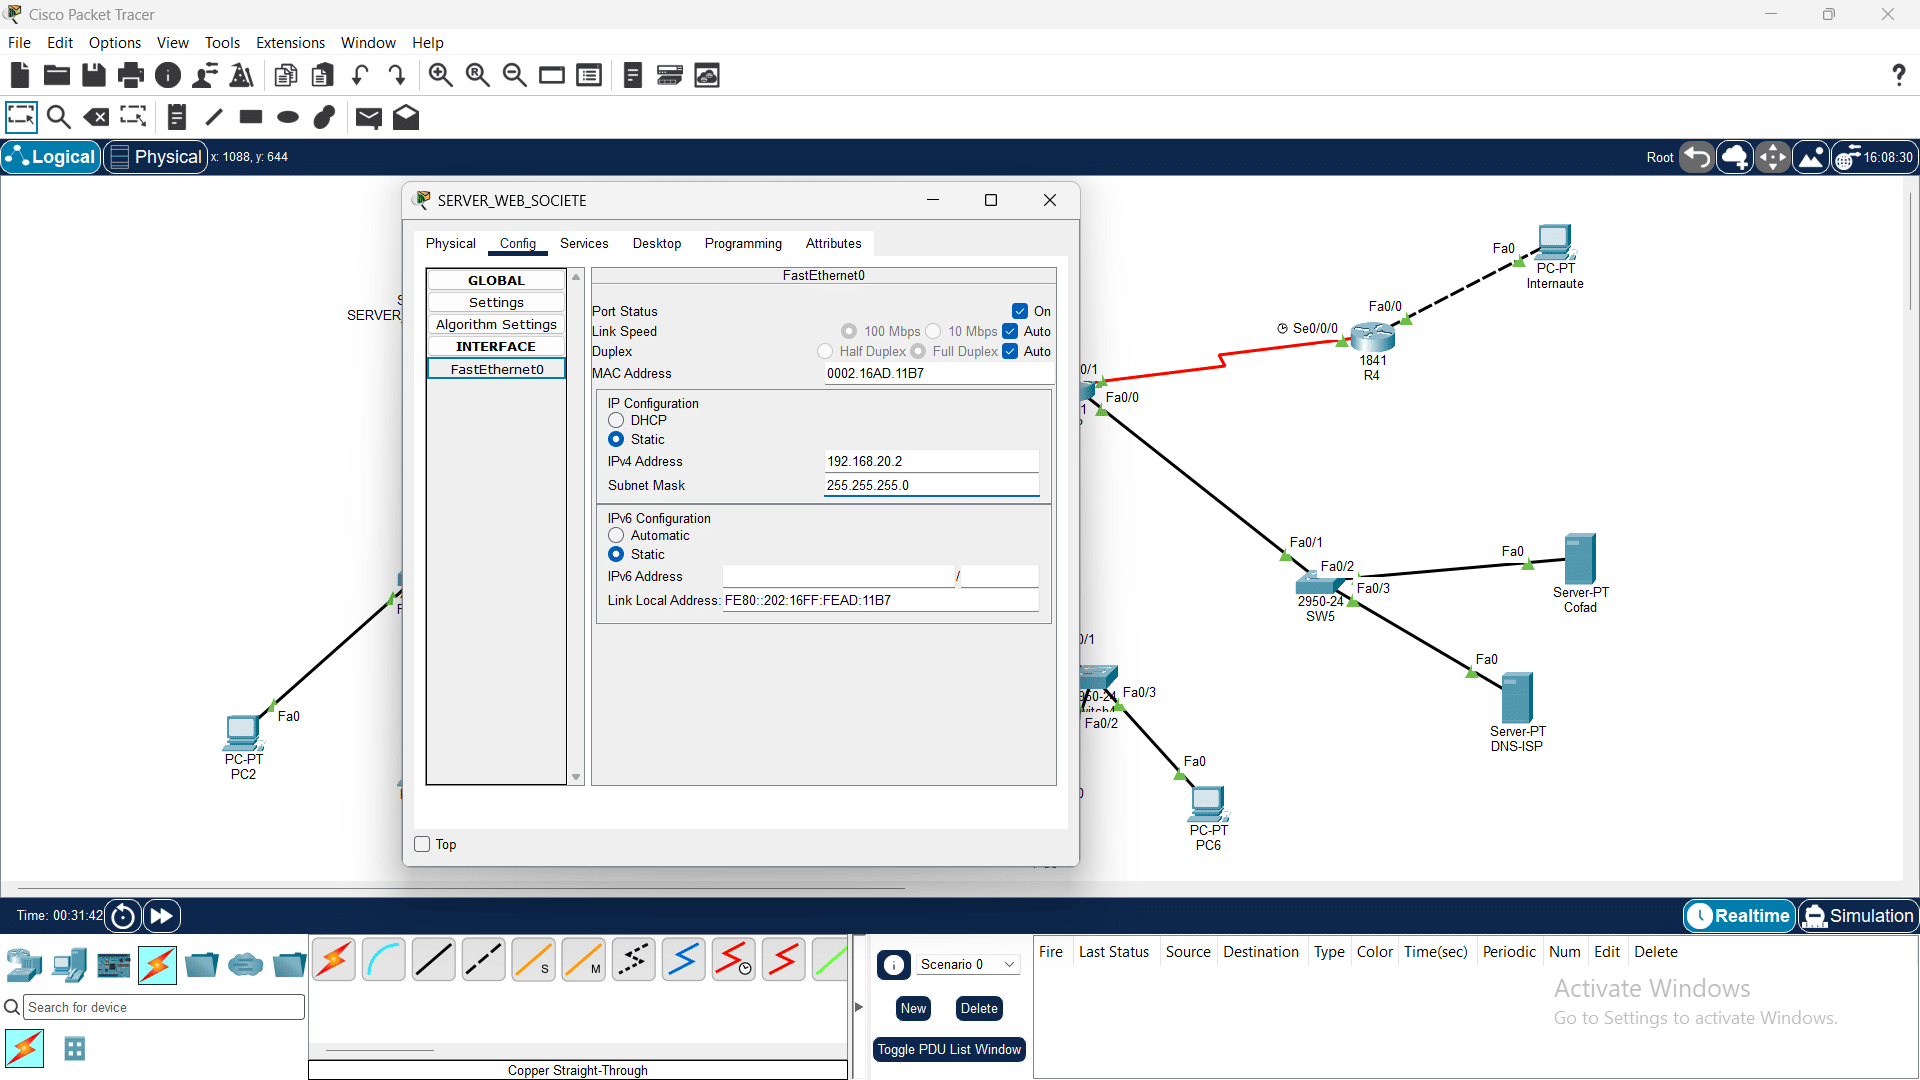 Cisco Packet Tracer
File Edit Options View Tools Extensions Window Help
Logical Physical x: 1088, y: 644 Root 16:08:30
SERVER_WEB_SOCIETE
Physical Config Services Desktop Programming Attributes
GLOBAL
Settings
Algorithm Settings
INTERFACE
FastEthernet0
FastEthernet0
Port Status On
Link Speed 100 Mbps 10 Mbps Auto
Duplex Half Duplex Full Duplex Auto
MAC Address 0002.16AD.11B7
IP Configuration
DHCP
Static
IPv4 Address 192.168.20.2
Subnet Mask 255.255.255.0
IPv6 Configuration
Automatic
Static
IPv6 Address /
Link Local Address: FE80::202:16FF:FEAD:11B7
Top
SERVER_
Fa0
PC-PT
PC2
Fa0
PC-PT
Internaute
Fa0/0
Se0/0/0
1841
R4
0/1
Fa0/0
Fa0/1
Fa0/2
Fa0/3
2950-24
SW5
Fa0
Server-PT
Cofad
Fa0
Server-PT
DNS-ISP
0/1
Fa0/3
Fa0/2
Fa0
PC-PT
PC6
Time: 00:31:42 Realtime Simulation
Search for device
S M
Copper Straight-Through
Scenario 0
New Delete
Toggle PDU List Window
Fire Last Status Source Destination Type Color Time(sec) Periodic Num Edit Delete
Activate Windows
Go to Settings to activate Windows.